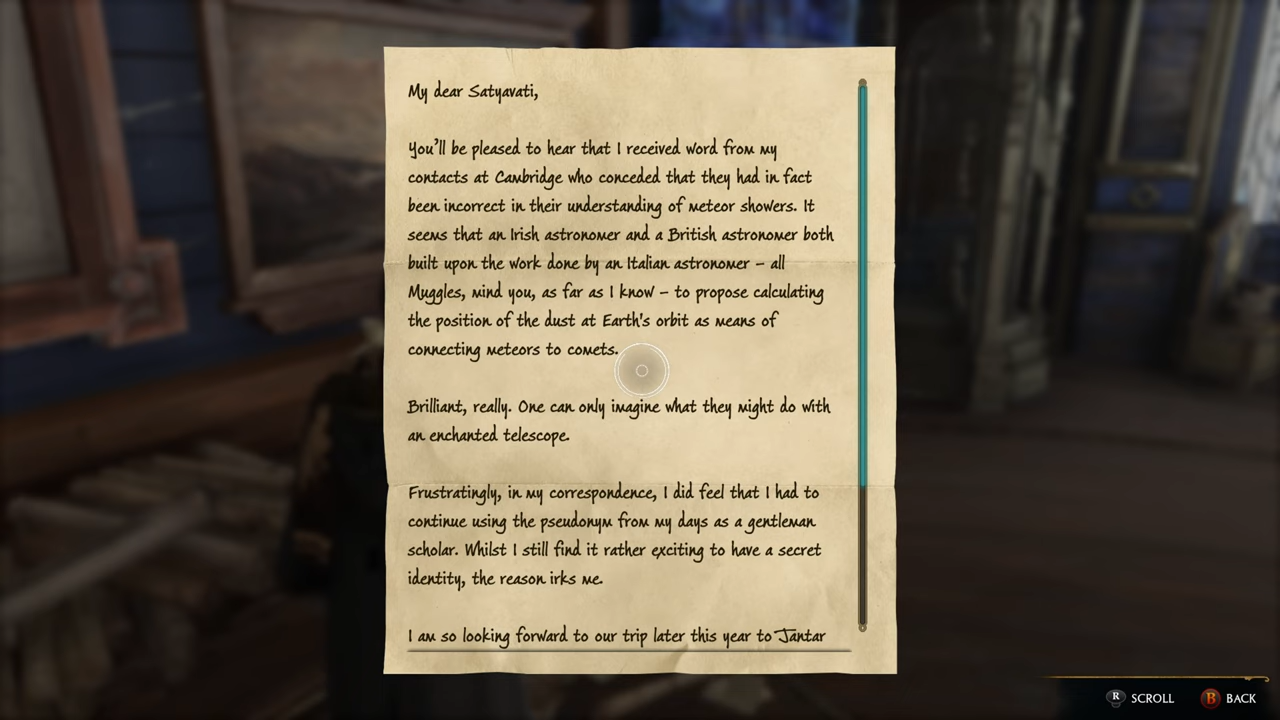 My dear Satyavati,
You'll be pleased to hear that I received word from my
contacts at Cambridge who conceded that they had in fact
been incorrect in their understanding of meteor showers. It
seems that an Irish astronomer and a British astronomer both
built upon the work done by an Italian astronomer – all
Muggles, mind you, as far as I know – to propose calculating
the position of the dust at Earth's orbit as means of
connecting meteors to comets.
Brilliant, really. One can only imagine what they might do with
an enchanted telescope.
Frustratingly, in my correspondence, I did feel that I had to
continue using the pseudonym from my days as a gentleman
scholar. Whilst I still find it rather exciting to have a secret
identity, the reason irks me.
I am so looking forward to our trip later this year to Jantar
R SCROLL B BACK